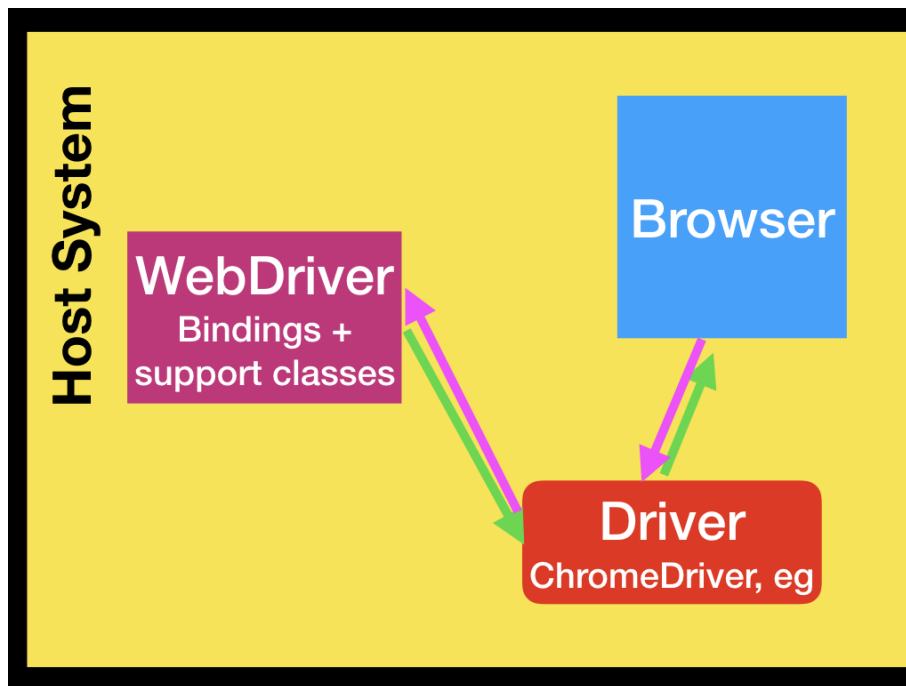 Host System
WebDriver
Bindings +
support classes
Browser
Driver
ChromeDriver, eg